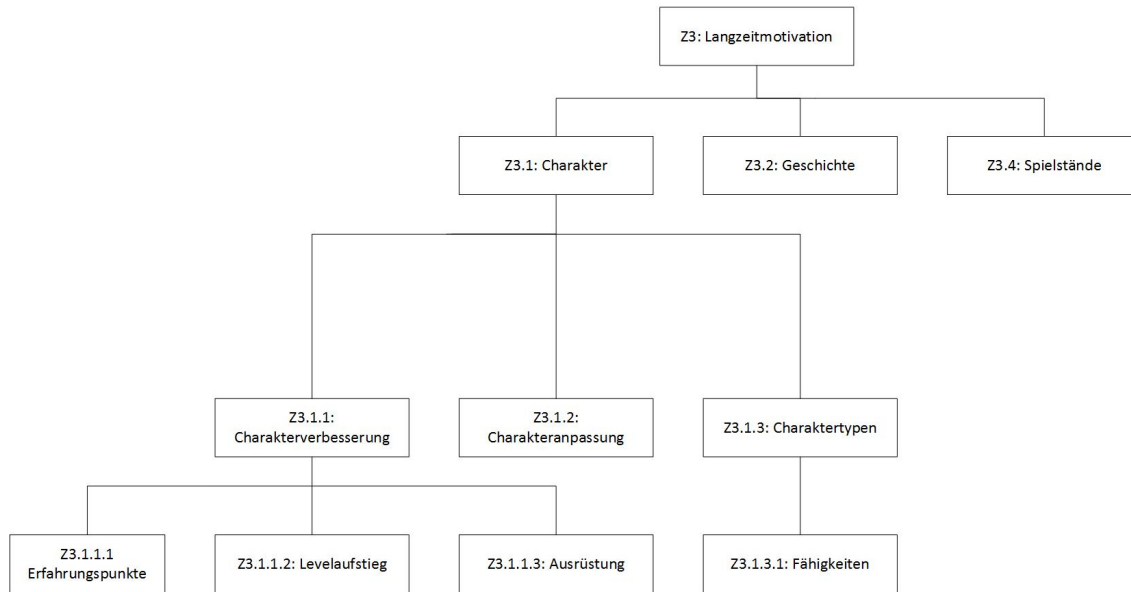 Z3: Langzeitmotivation
Z3.1: Charakter
Z3.2: Geschichte
Z3.4: Spielstände
Z3.1.1:
Charakterverbesserung
Z3.1.2:
Charakteranpassung
Z3.1.3: Charaktertypen
Z3.1.1.1
Erfahrungspunkte
Z3.1.1.2: Levelaufstieg
Z3.1.1.3: Ausrüstung
Z3.1.3.1: Fähigkeiten